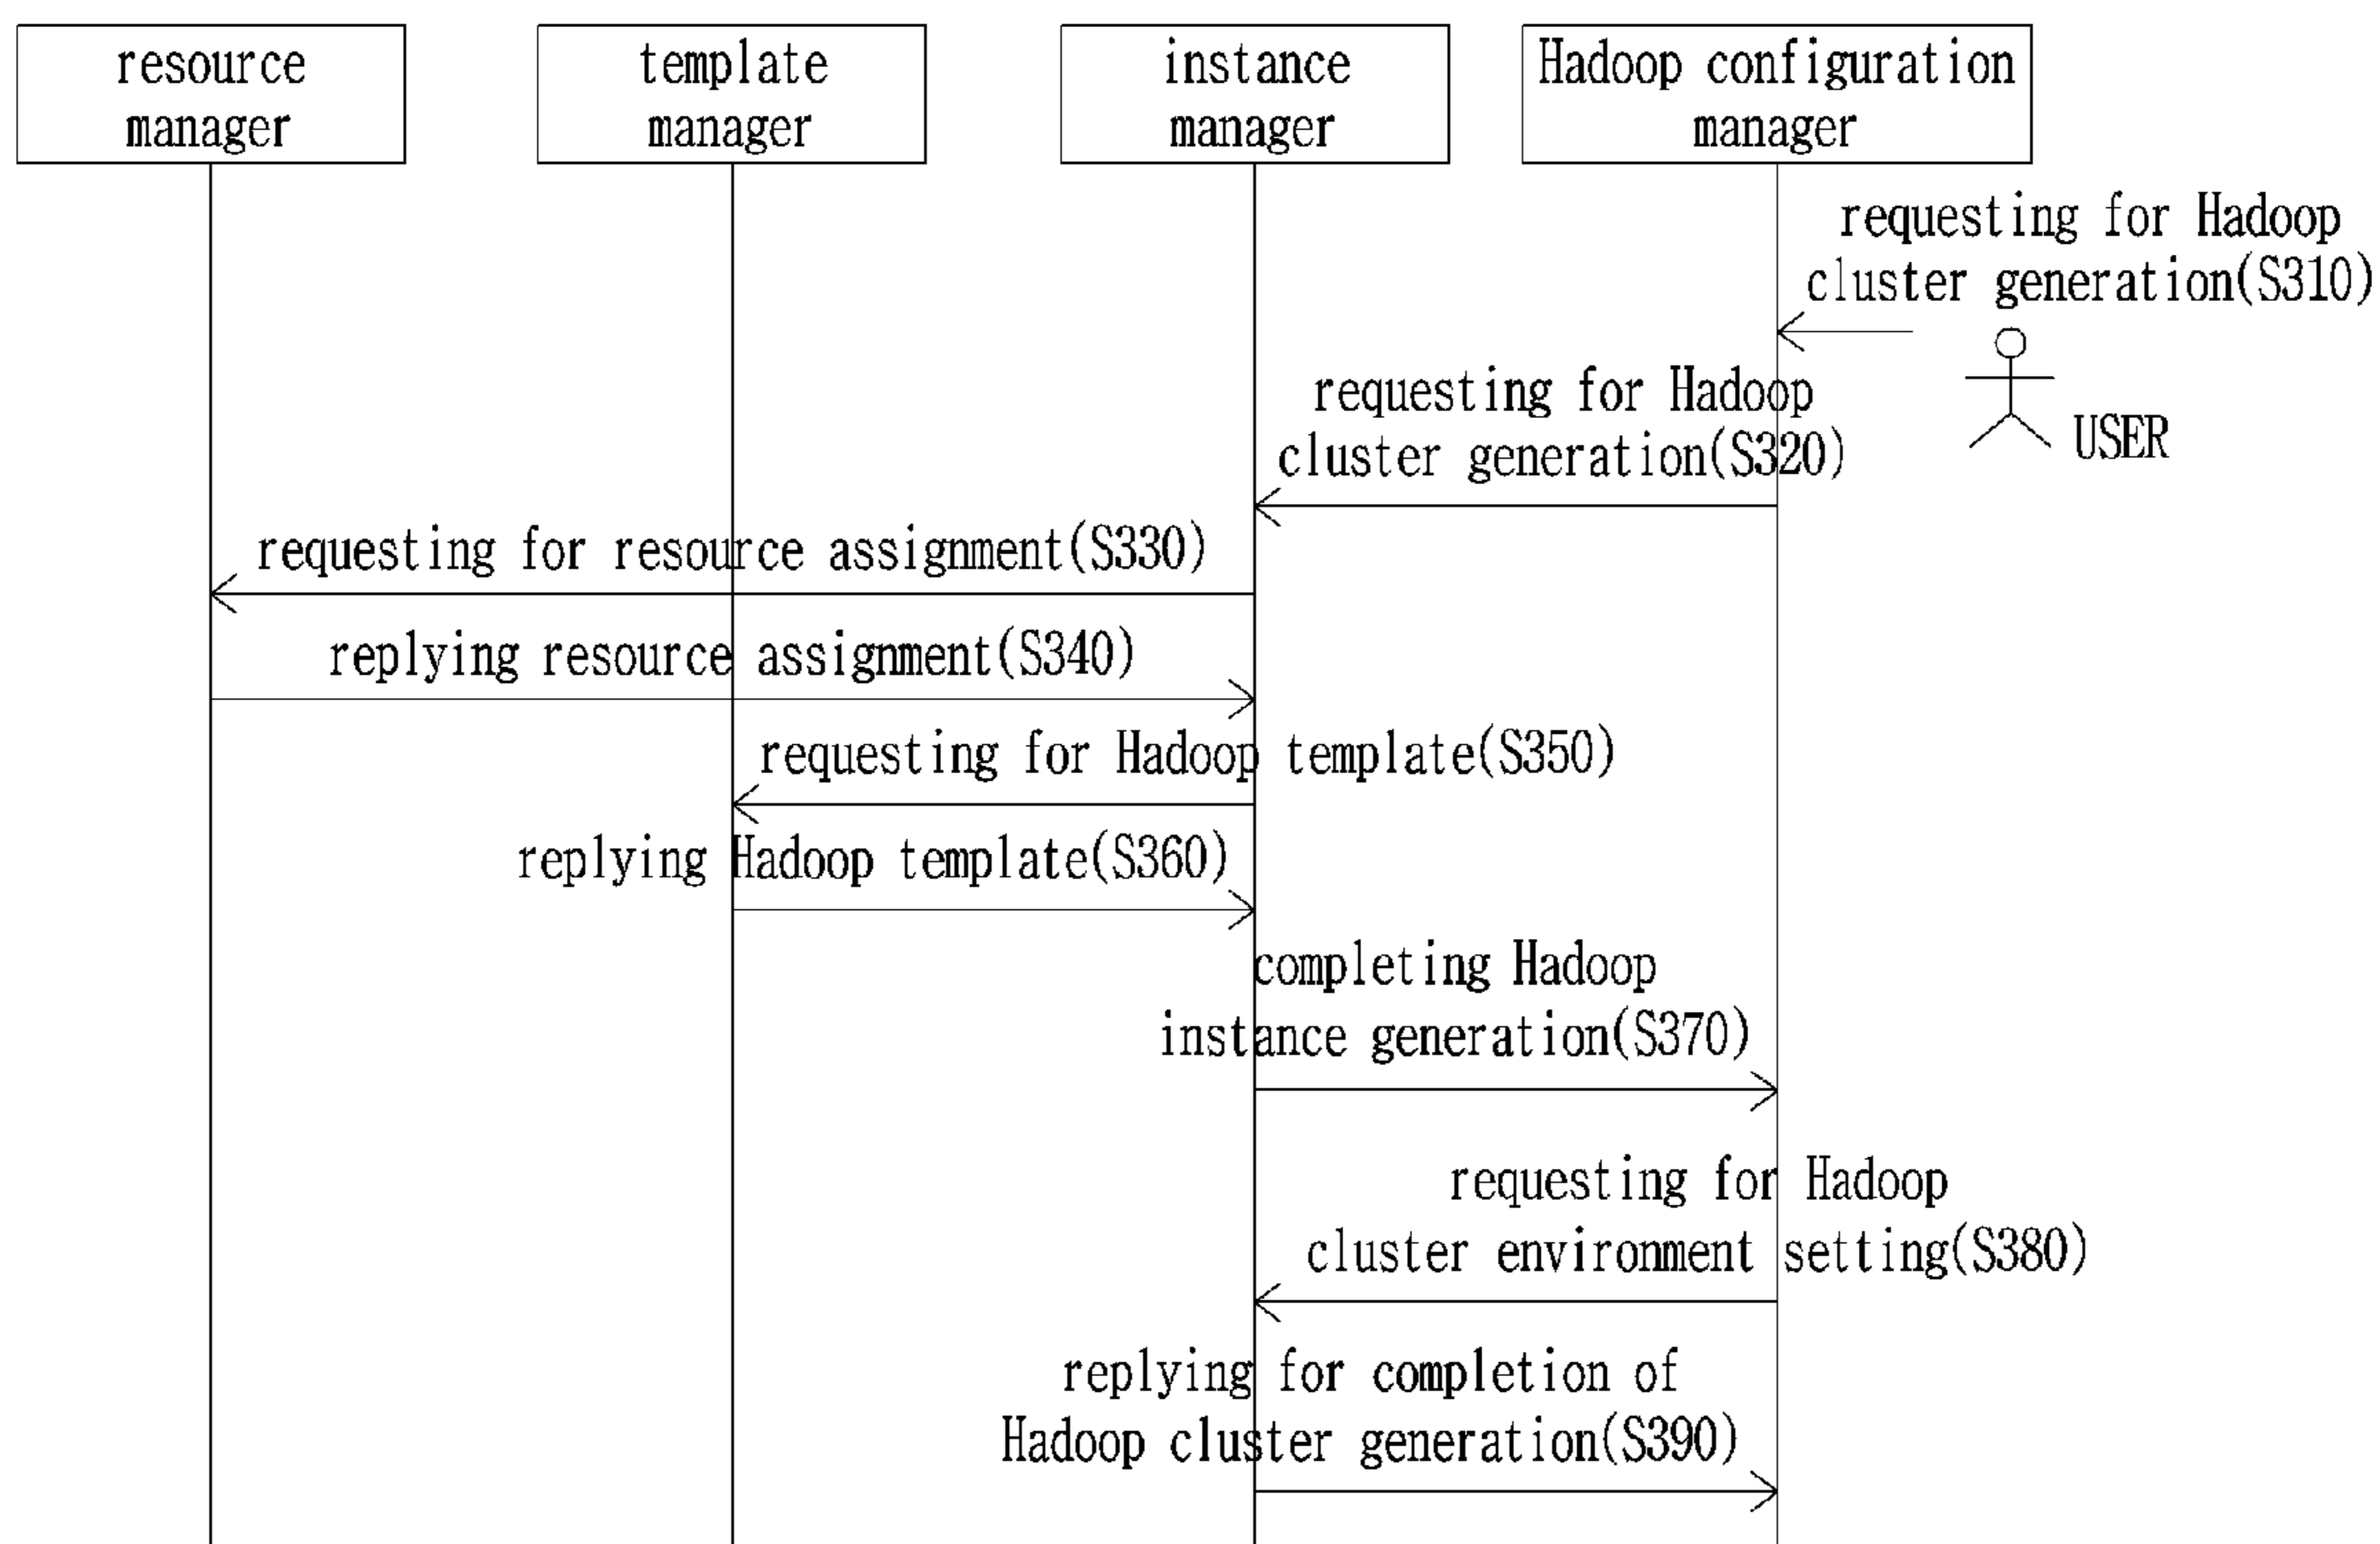 resource
manager
template
manager
instance
manager
Hadoop configuration
manager
requesting for Hadoop
cluster generation(S310)
USER
requesting for Hadoop
cluster generation(S320)
requesting for resource assignment(S330)
replying resource assignment(S340)
requesting for Hadoop template(S350)
replying Hadoop template(S360)
completing Hadoop
instance generation(S370)
requesting for Hadoop
cluster environment setting(S380)
replying for completion of
Hadoop cluster generation(S390)